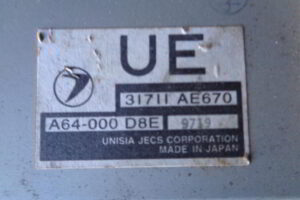 UE
31711 AE670
A64-000 D8E 9719
UNISIA JECS CORPORATION
MADE IN JAPAN